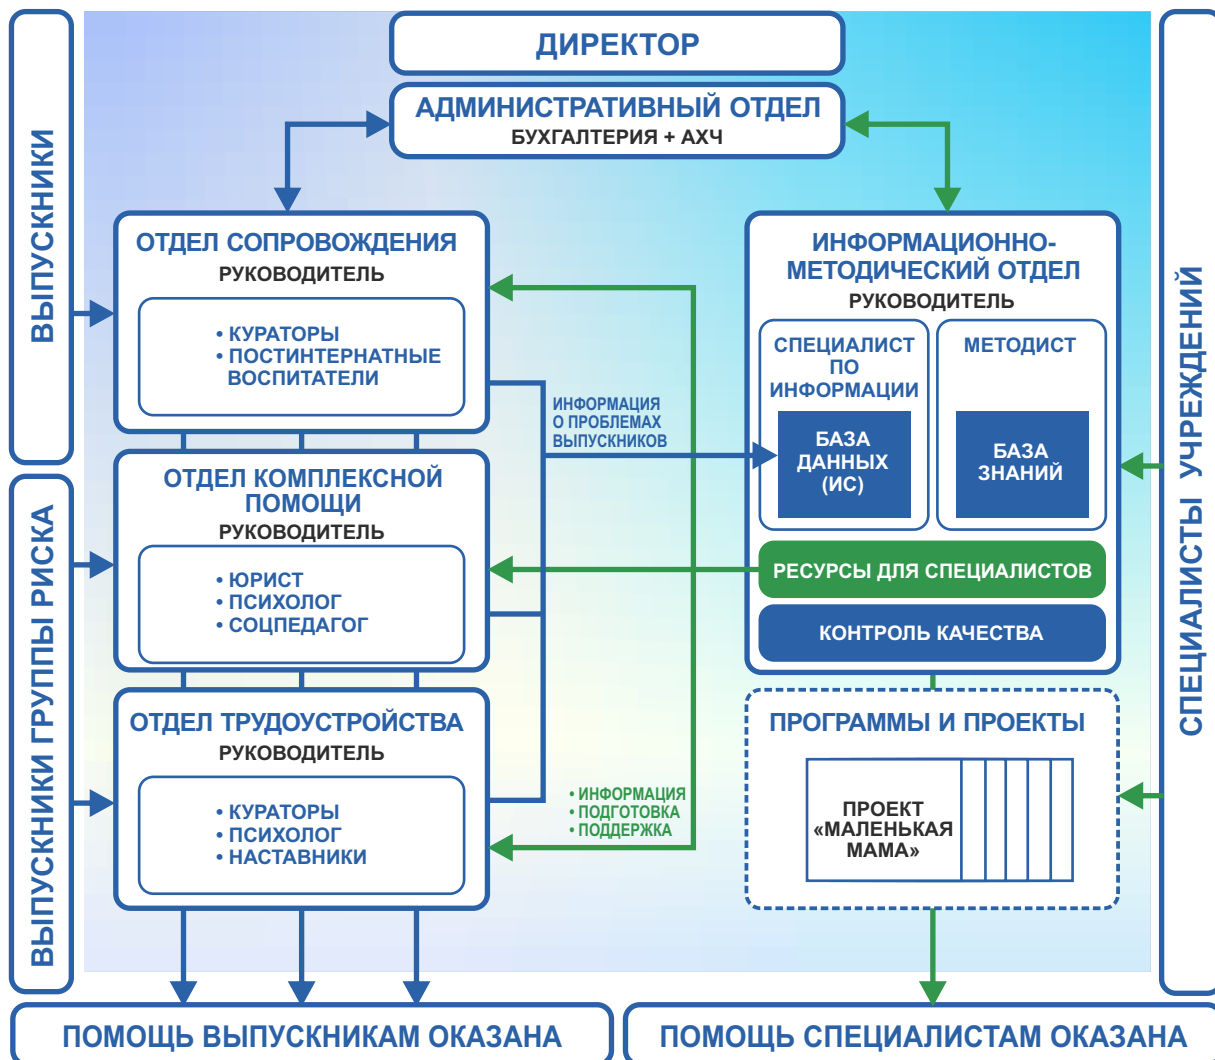 ДИРЕКТОР
АДМИНИСТРАТИВНЫЙ ОТДЕЛ
БУХГАЛТЕРИЯ + АХЧ
ВЫПУСКНИКИ
ВЫПУСКНИКИ ГРУППЫ РИСКА
ОТДЕЛ СОПРОВОЖДЕНИЯ
РУКОВОДИТЕЛЬ
• КУРАТОРЫ
• ПОСТИНТЕРНАТНЫЕ
ВОСПИТАТЕЛИ
ОТДЕЛ КОМПЛЕКСНОЙ
ПОМОЩИ
РУКОВОДИТЕЛЬ
• ЮРИСТ
• ПСИХОЛОГ
• СОЦПЕДАГОГ
ОТДЕЛ ТРУДОУСТРОЙСТВА
РУКОВОДИТЕЛЬ
• КУРАТОРЫ
• ПСИХОЛОГ
• НАСТАВНИКИ
ИНФОРМАЦИЯ
О ПРОБЛЕМАХ
ВЫПУСКНИКОВ
• ИНФОРМАЦИЯ
• ПОДГОТОВКА
• ПОДДЕРЖКА
ИНФОРМАЦИОННО-
МЕТОДИЧЕСКИЙ ОТДЕЛ
РУКОВОДИТЕЛЬ
СПЕЦИАЛИСТ
ПО
ИНФОРМАЦИИ
БАЗА
ДАННЫХ
(ИС)
МЕТОДИСТ
БАЗА
ЗНАНИЙ
РЕСУРСЫ ДЛЯ СПЕЦИАЛИСТОВ
КОНТРОЛЬ КАЧЕСТВА
ПРОГРАММЫ И ПРОЕКТЫ
ПРОЕКТ
«МАЛЕНЬКАЯ
МАМА»
СПЕЦИАЛИСТЫ УЧРЕЖДЕНИЙ
ПОМОЩЬ ВЫПУСКНИКАМ ОКАЗАНА
ПОМОЩЬ СПЕЦИАЛИСТАМ ОКАЗАНА